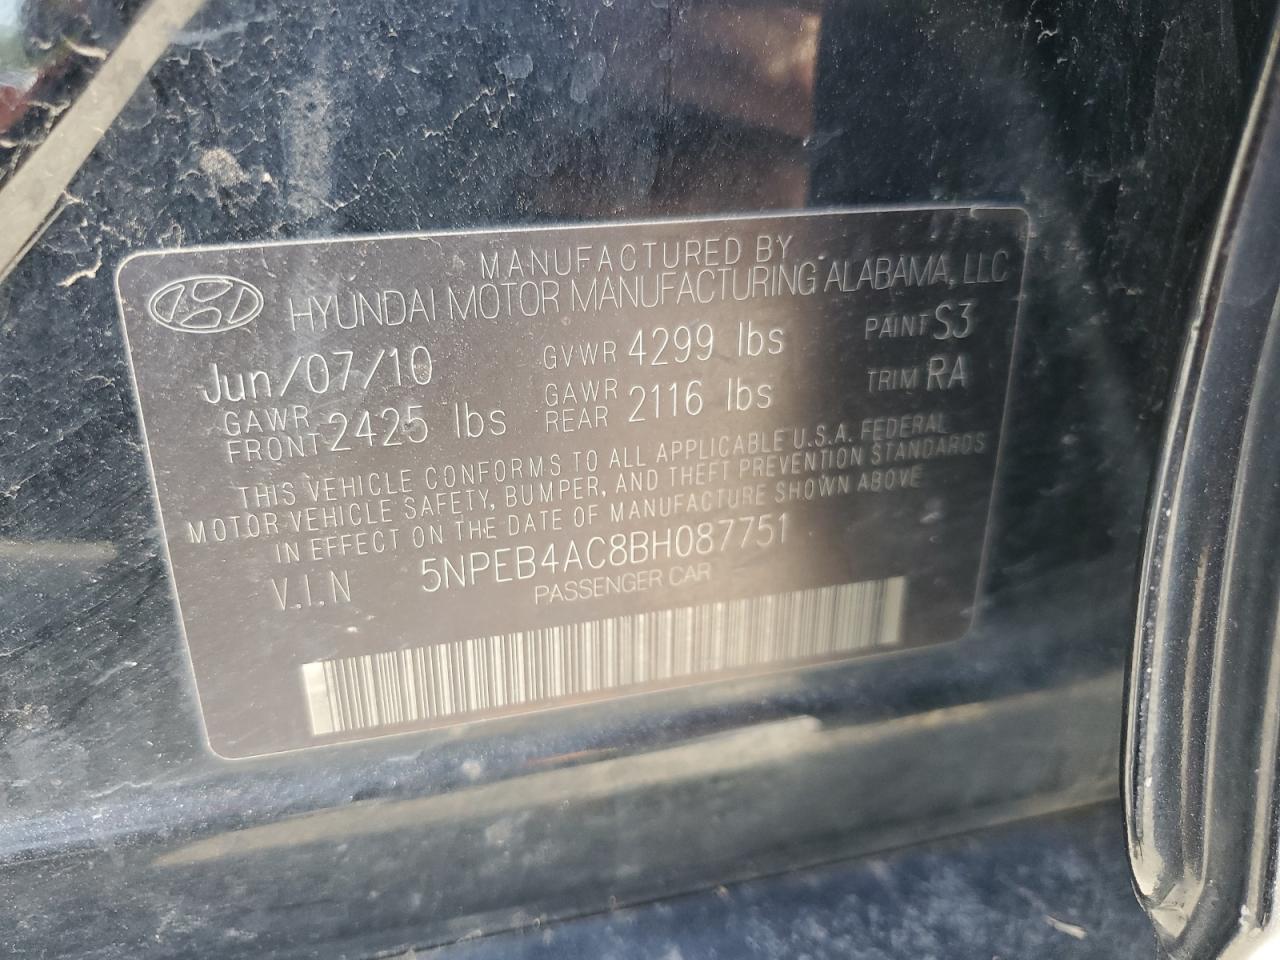 MANUFACTURED BY
HYUNDAI MOTOR MANUFACTURING ALABAMA, LLC
Jun/07/10 GVWR 4299 lbs PAINT S3
GAWR FRONT 2425 lbs GAWR REAR 2116 lbs TRIM RA
THIS VEHICLE CONFORMS TO ALL APPLICABLE U.S.A. FEDERAL
MOTOR VEHICLE SAFETY, BUMPER, AND THEFT PREVENTION STANDARDS
IN EFFECT ON THE DATE OF MANUFACTURE SHOWN ABOVE
V.I.N 5NPEB4AC8BH087751
PASSENGER CAR